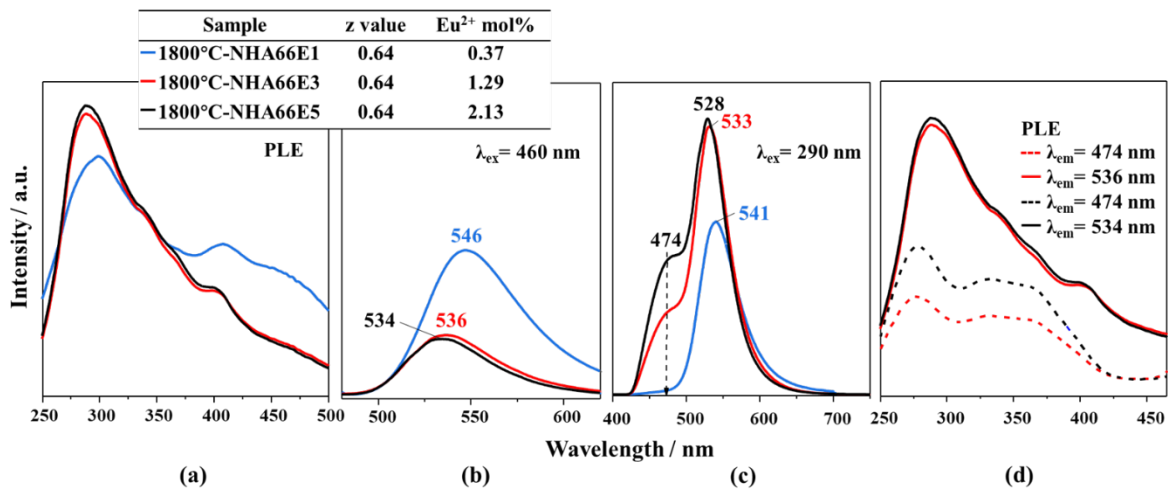 Sample z value Eu²⁺ mol%
1800°C-NHA66E1 0.64 0.37
1800°C-NHA66E3 0.64 1.29
1800°C-NHA66E5 0.64 2.13
Intensity / a.u.
PLE
250 300 350 400 450 500
(a)
λex= 460 nm
546
534 536
500 550 600
(b)
λex= 290 nm
528
533
541
474
400 500 600 700
(c)
PLE
λem= 474 nm
λem= 536 nm
λem= 474 nm
λem= 534 nm
250 300 350 400 450
(d)
Wavelength / nm